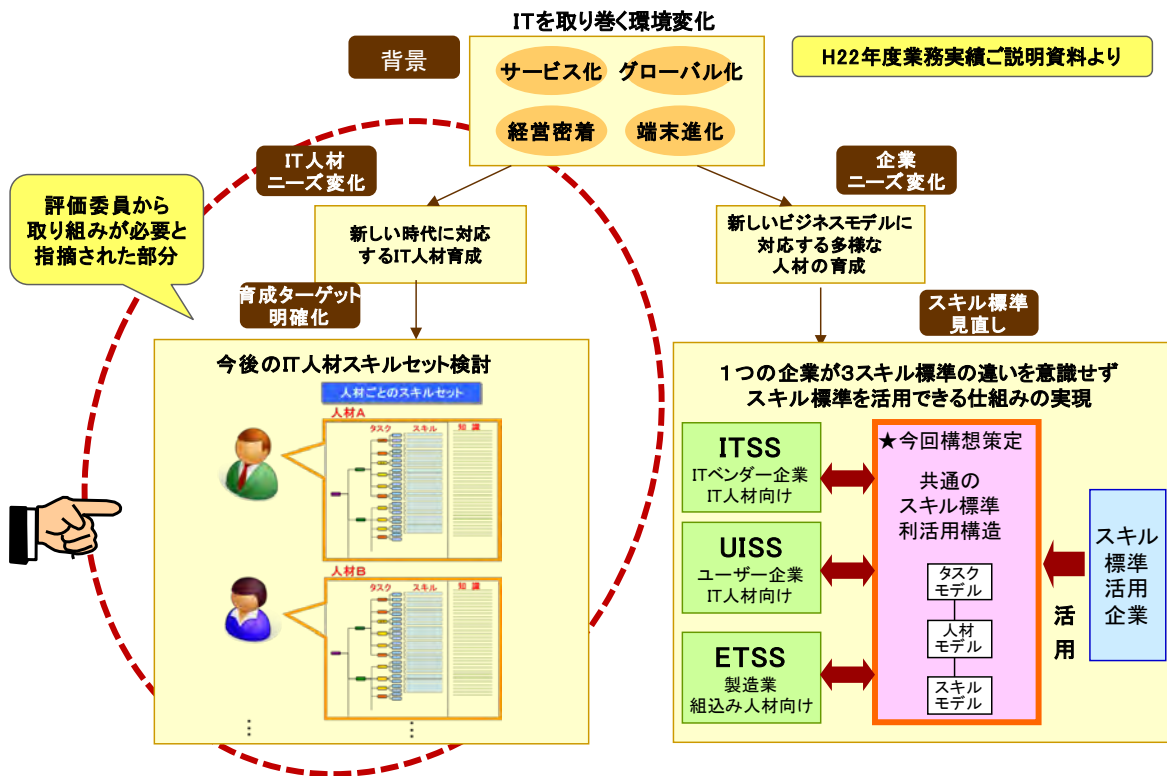 ITを取り巻く環境変化
背景
サービス化
グローバル化
経営密着
端末進化
H22年度業務実績ご説明資料より
IT人材
ニーズ変化
企業
ニーズ変化
評価委員から
取り組みが必要と
指摘された部分
新しい時代に対応
するIT人材育成
新しいビジネスモデルに
対応する多様な
人材の育成
育成ターゲット
明確化
スキル標準
見直し
今後のIT人材スキルセット検討
人材ごとのスキルセット
人材A
タスク
スキル
知識
人材B
タスク
スキル
知識
⋮
⋮
1つの企業が3スキル標準の違いを意識せず
スキル標準を活用できる仕組みの実現
ITSS
ITベンダー企業
IT人材向け
UISS
ユーザー企業
IT人材向け
ETSS
製造業
組込み人材向け
★今回構想策定
共通の
スキル標準
利活用構造
タスク
モデル
人材
モデル
スキル
モデル
活
用
スキル
標準
活用
企業